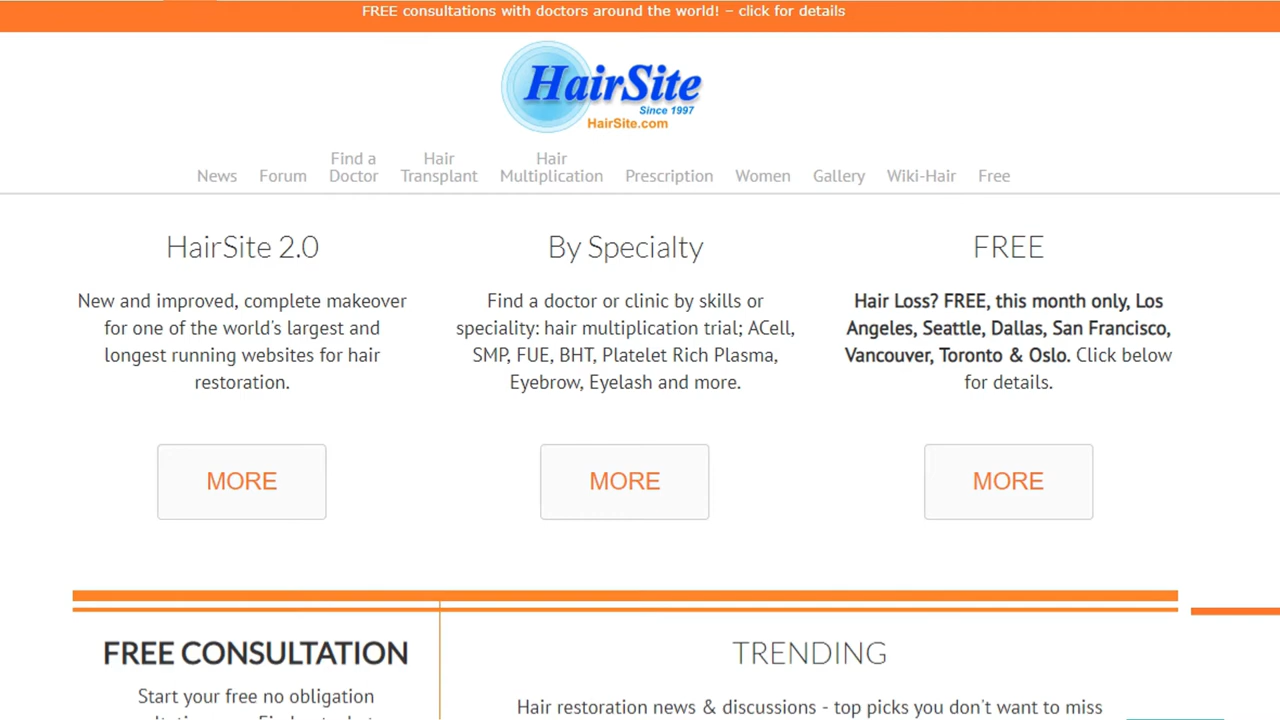 FREE consultations with doctors around the world! – click for details
HairSite
Since 1997
HairSite.com
News
Forum
Find a
Doctor
Hair
Transplant
Hair
Multiplication
Prescription
Women
Gallery
Wiki-Hair
Free
HairSite 2.0
New and improved, complete makeover
for one of the world's largest and
longest running websites for hair
restoration.
MORE
By Specialty
Find a doctor or clinic by skills or
speciality: hair multiplication trial; ACell,
SMP, FUE, BHT, Platelet Rich Plasma,
Eyebrow, Eyelash and more.
MORE
FREE
Hair Loss? FREE, this month only, Los
Angeles, Seattle, Dallas, San Francisco,
Vancouver, Toronto & Oslo. Click below
for details.
MORE
FREE CONSULTATION
Start your free no obligation
TRENDING
Hair restoration news & discussions - top picks you don't want to miss